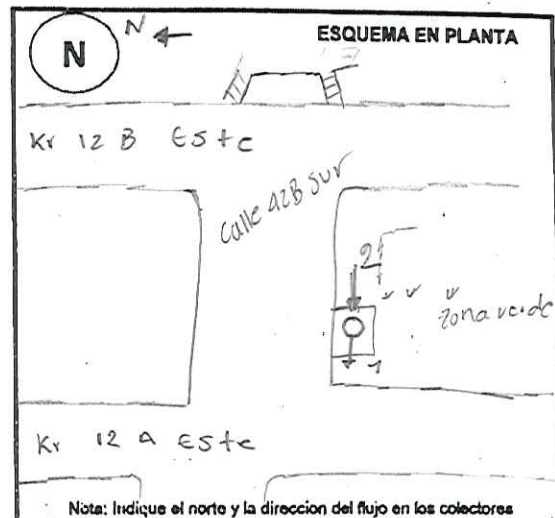 N
N
ESQUEMA EN PLANTA
Kr 12 B Este
Calle 42B Sur
2
Zona verde
1
Kr 12 A Este
Nota: Indique el norte y la direccion del flujo en los colectores